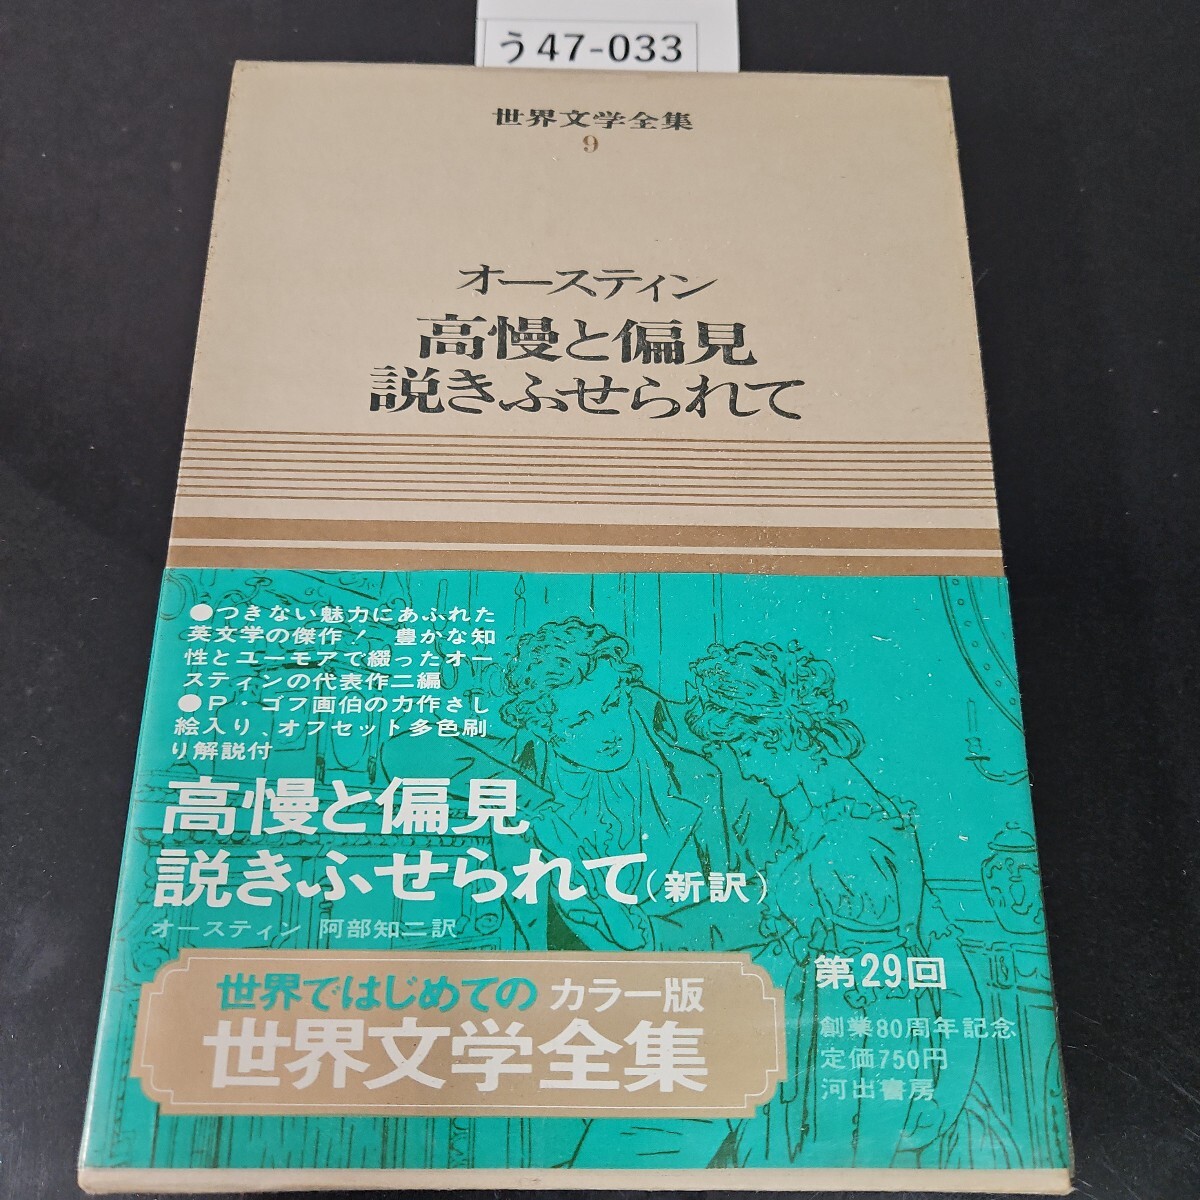 う47-033
世界文学全集
9
オースティン
高慢と偏見
説きふせられて
●つきない魅力にあふれた
英文学の傑作！ 豊かな知
性とユーモアで綴ったオー
スティンの代表作二編
●P・ゴフ画伯の力作さし
絵入り、オフセット多色刷
り解説付
高慢と偏見
説きふせられて(新訳)
オースティン 阿部知二訳
世界ではじめての カラー版
世界文学全集
第29回
創業80周年記念
定価750円
河出書房